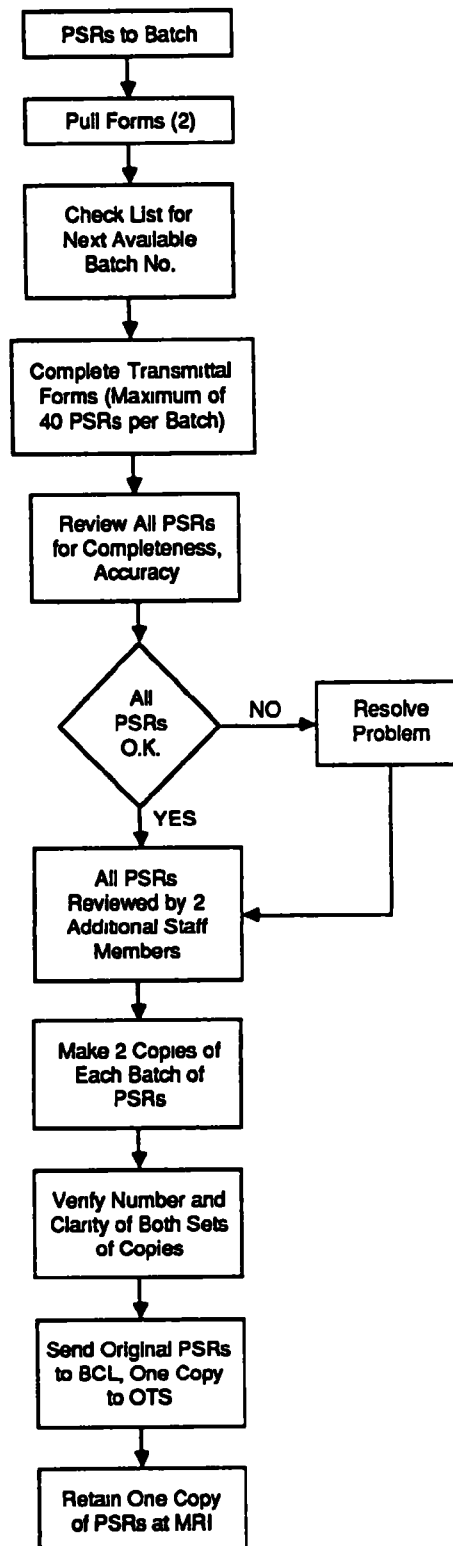 PSRs to Batch
Pull Forms (2)
Check List for
Next Available
Batch No.
Complete Transmittal
Forms (Maximum of
40 PSRs per Batch)
Review All PSRs
for Completeness,
Accuracy
All
PSRs
O.K.
NO
Resolve
Problem
YES
All PSRs
Reviewed by 2
Additional Staff
Members
Make 2 Copies of
Each Batch of
PSRs
Verify Number and
Clarity of Both Sets
of Copies
Send Original PSRs
to BCL, One Copy
to OTS
Retain One Copy
of PSRs at MRI